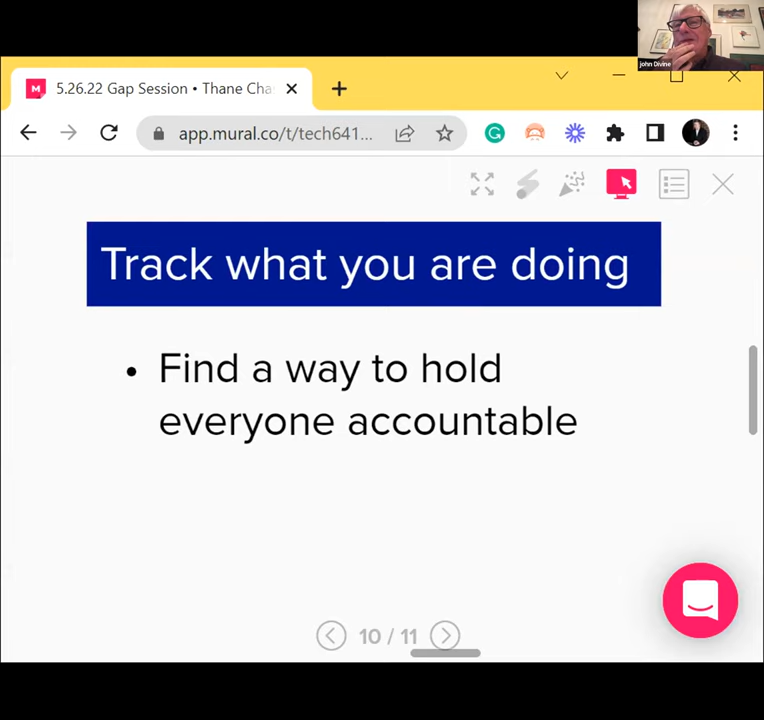 john Divine
M
5.26.22 Gap Session • Thane Cha
app.mural.co/t/tech641...
Track what you are doing
• Find a way to hold
everyone accountable
10 / 11